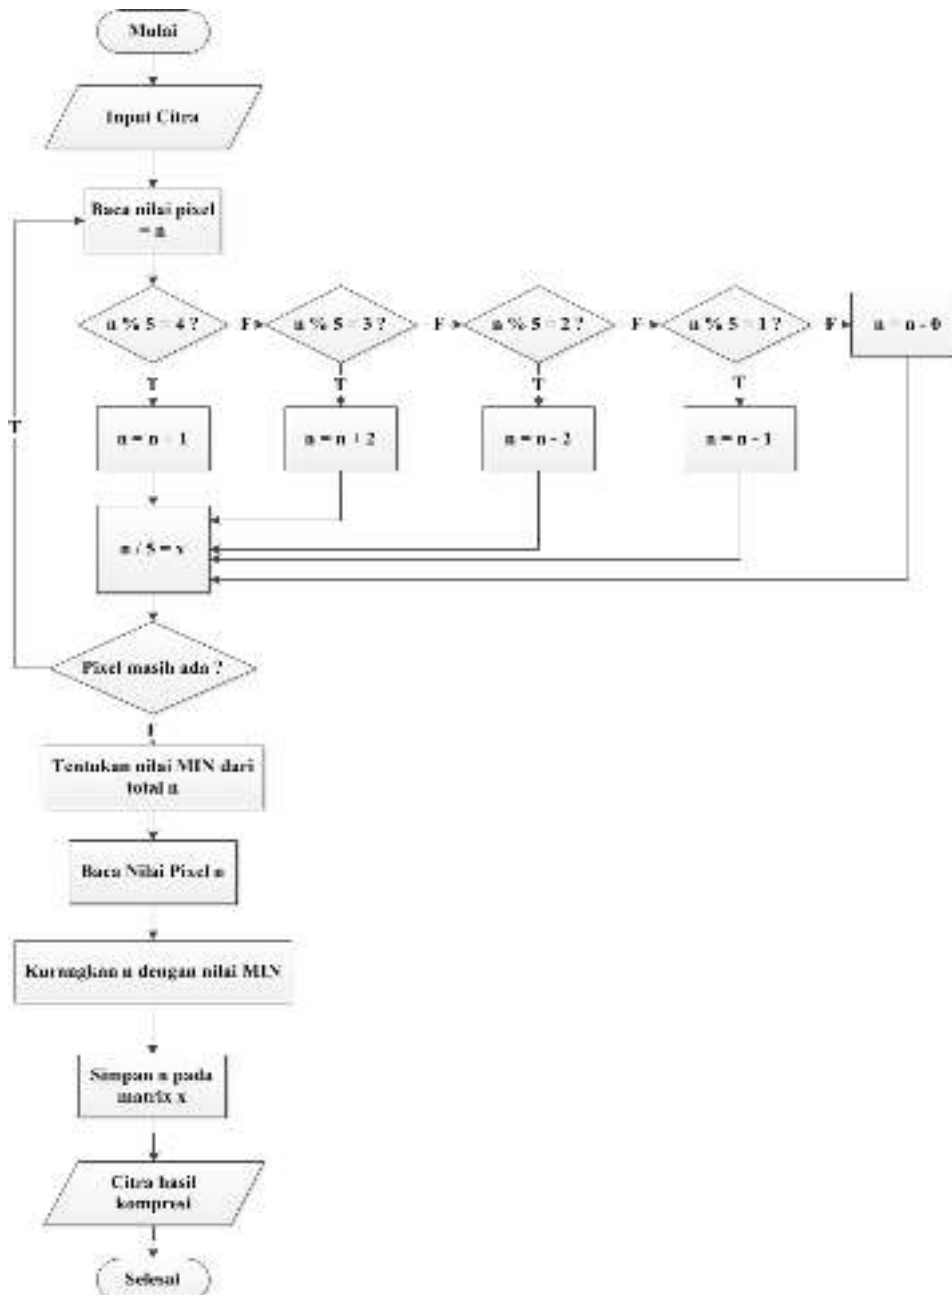 Mulai
Input Citra
Baca nilai pixel
= n
n % 5 = 4 ?
F
n % 5 = 3 ?
F
n % 5 = 2 ?
F
n % 5 = 1 ?
F
n = n - 0
T
T
T
T
T
n = n + 1
n = n + 2
n = n - 2
n = n - 1
n / 5 = x
Pixel masih ada ?
Tentukan nilai MIN dari
total n
Baca Nilai Pixel n
Kurangkan n dengan nilai MIN
Simpan n pada
matrix x
Citra hasil
kompresi
Selesai